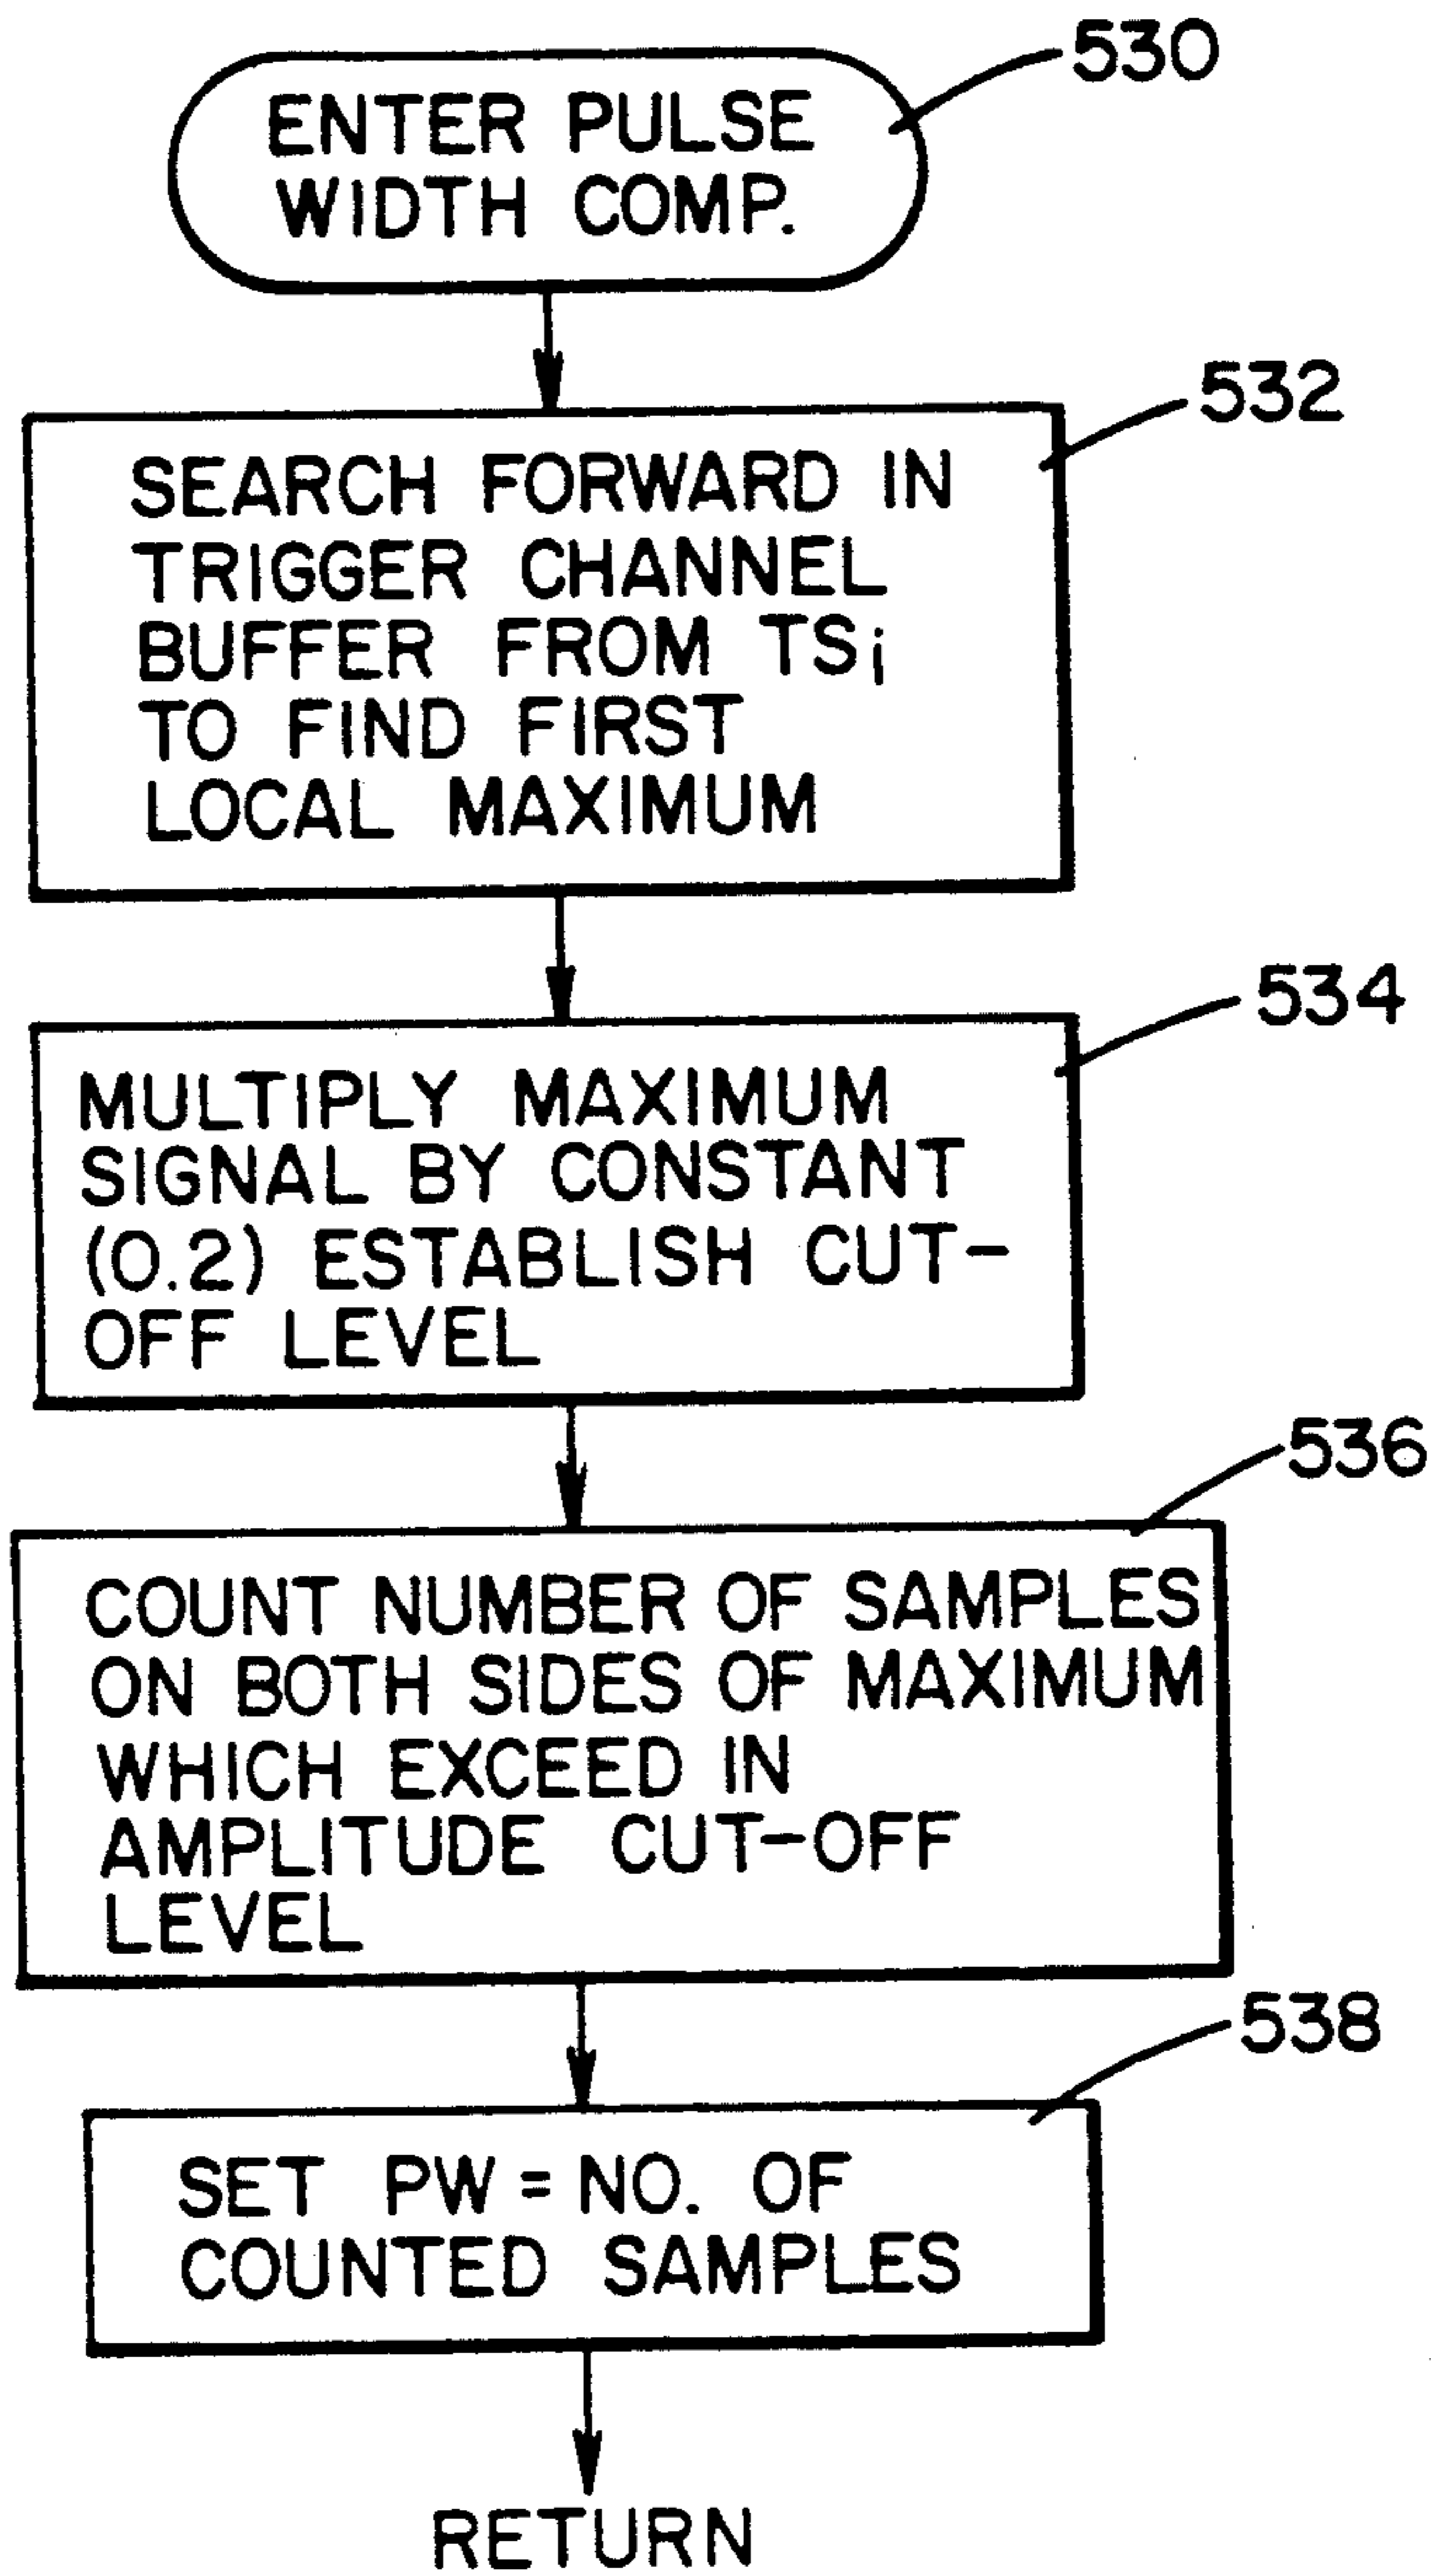 530
ENTER PULSE
WIDTH COMP.
532
SEARCH FORWARD IN
TRIGGER CHANNEL
BUFFER FROM TSi
TO FIND FIRST
LOCAL MAXIMUM
534
MULTIPLY MAXIMUM
SIGNAL BY CONSTANT
(0.2) ESTABLISH CUT-
OFF LEVEL
536
COUNT NUMBER OF SAMPLES
ON BOTH SIDES OF MAXIMUM
WHICH EXCEED IN
AMPLITUDE CUT-OFF
LEVEL
538
SET PW = NO. OF
COUNTED SAMPLES
RETURN